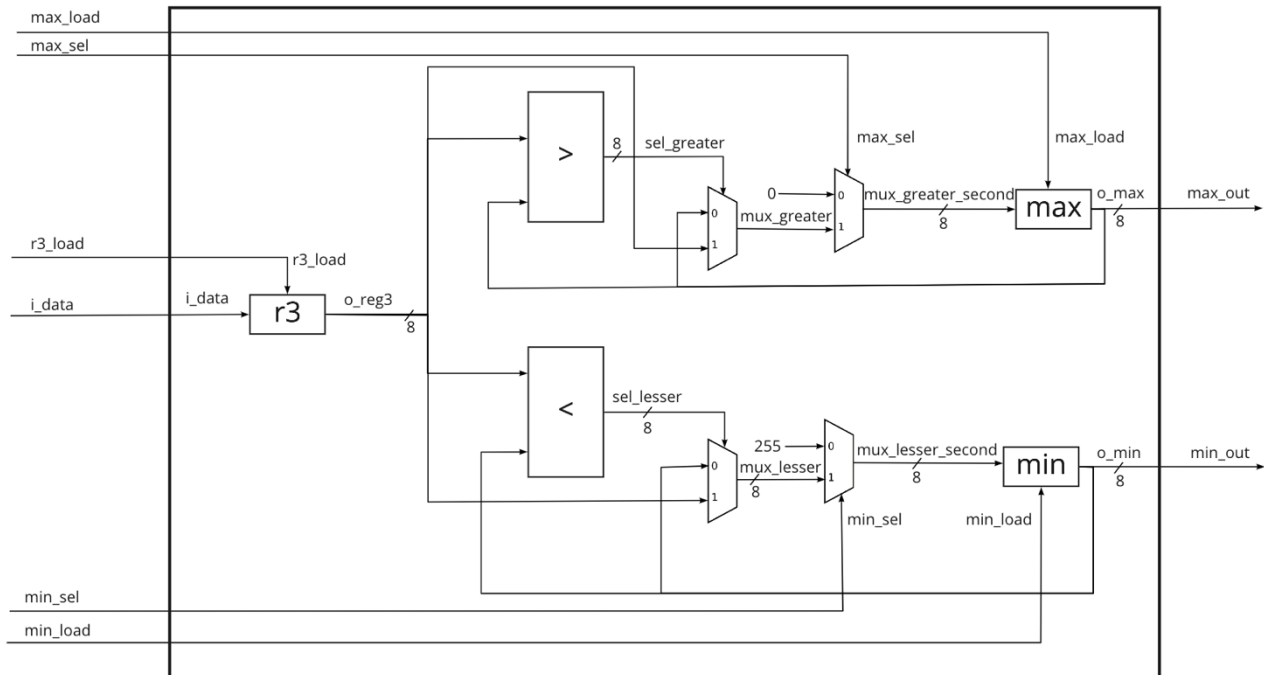 max_load
max_sel
>
8
sel_greater
max_sel
max_load
0
0
mux_greater_second
max
o_max
max_out
0
mux_greater
1
8
8
1
r3_load
r3_load
i_data
i_data
r3
o_reg3
8
<
sel_lesser
8
255
0
mux_lesser_second
min
o_min
min_out
0
mux_lesser
1
8
8
8
1
min_sel
min_load
min_sel
min_load